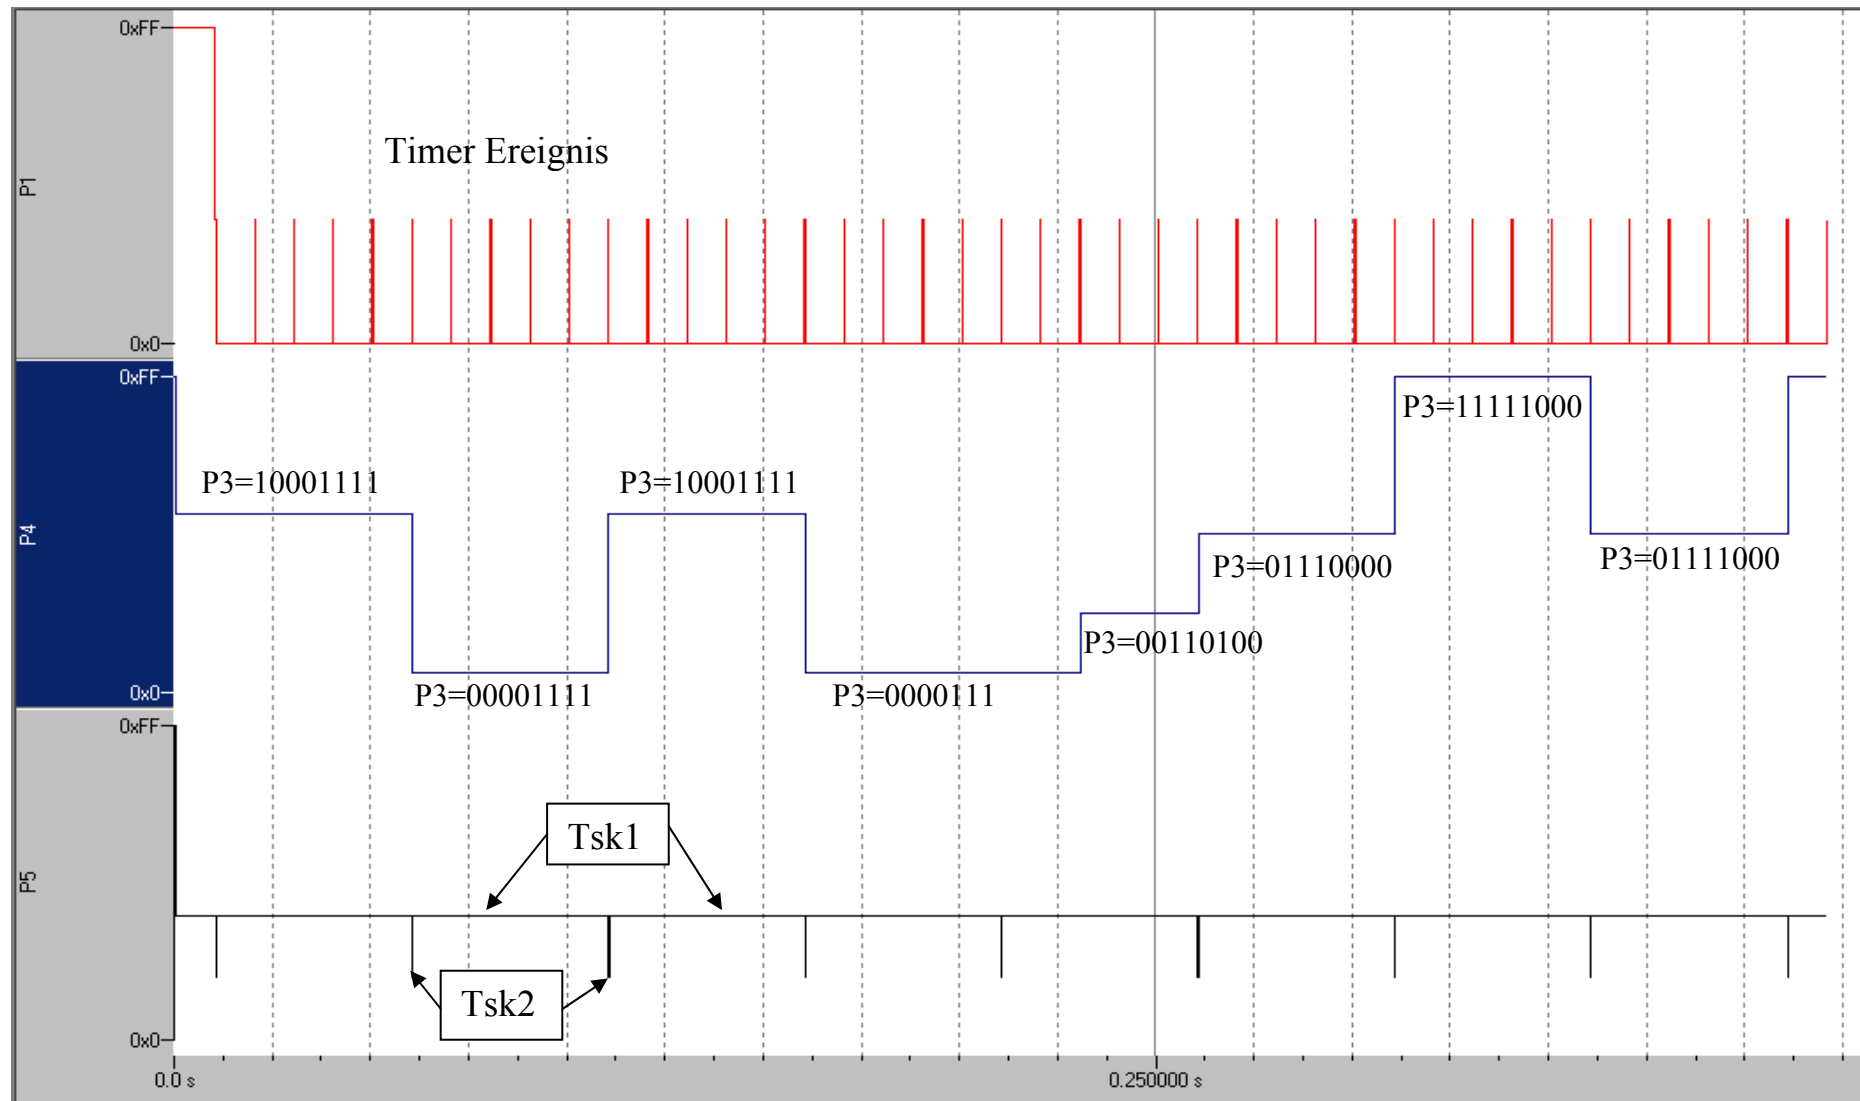 0xFF
Timer Ereignis
P1
0x0
0xFF
P3=11111000
P3=10001111
P3=10001111
P4
P3=01111000
P3=01110000
P3=00110100
0x0
P3=00001111
P3=0000111
0xFF
Tsk1
P5
Tsk2
0x0
0.0 s
0.250000 s